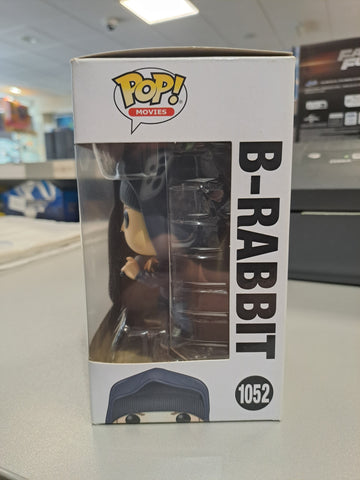 POP!
MOVIES
B-RABBIT
1052